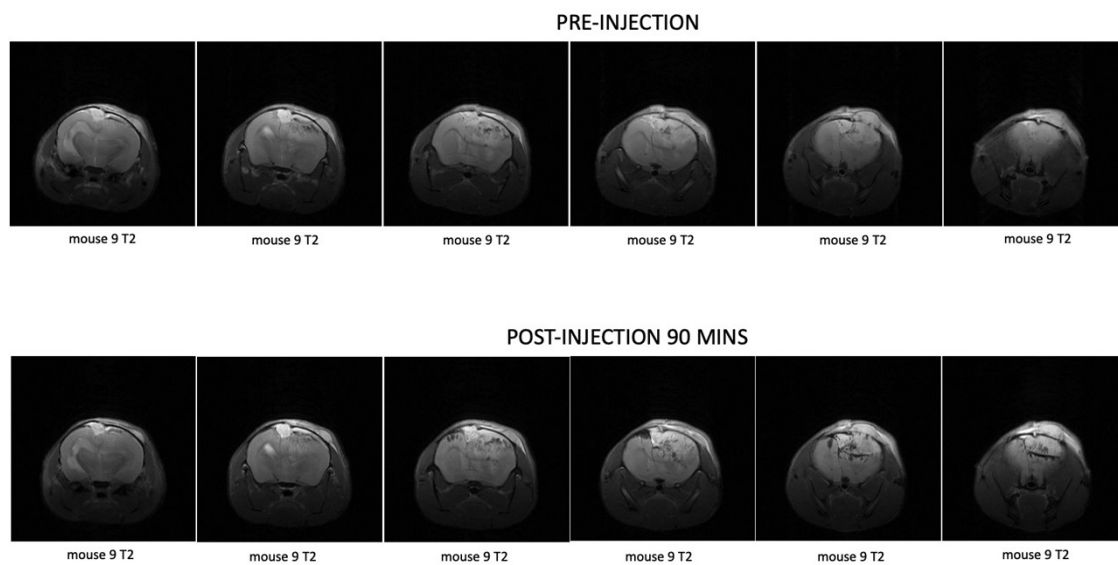 PRE-INJECTION
mouse 9 T2 mouse 9 T2 mouse 9 T2 mouse 9 T2 mouse 9 T2 mouse 9 T2
POST-INJECTION 90 MINS
mouse 9 T2 mouse 9 T2 mouse 9 T2 mouse 9 T2 mouse 9 T2 mouse 9 T2